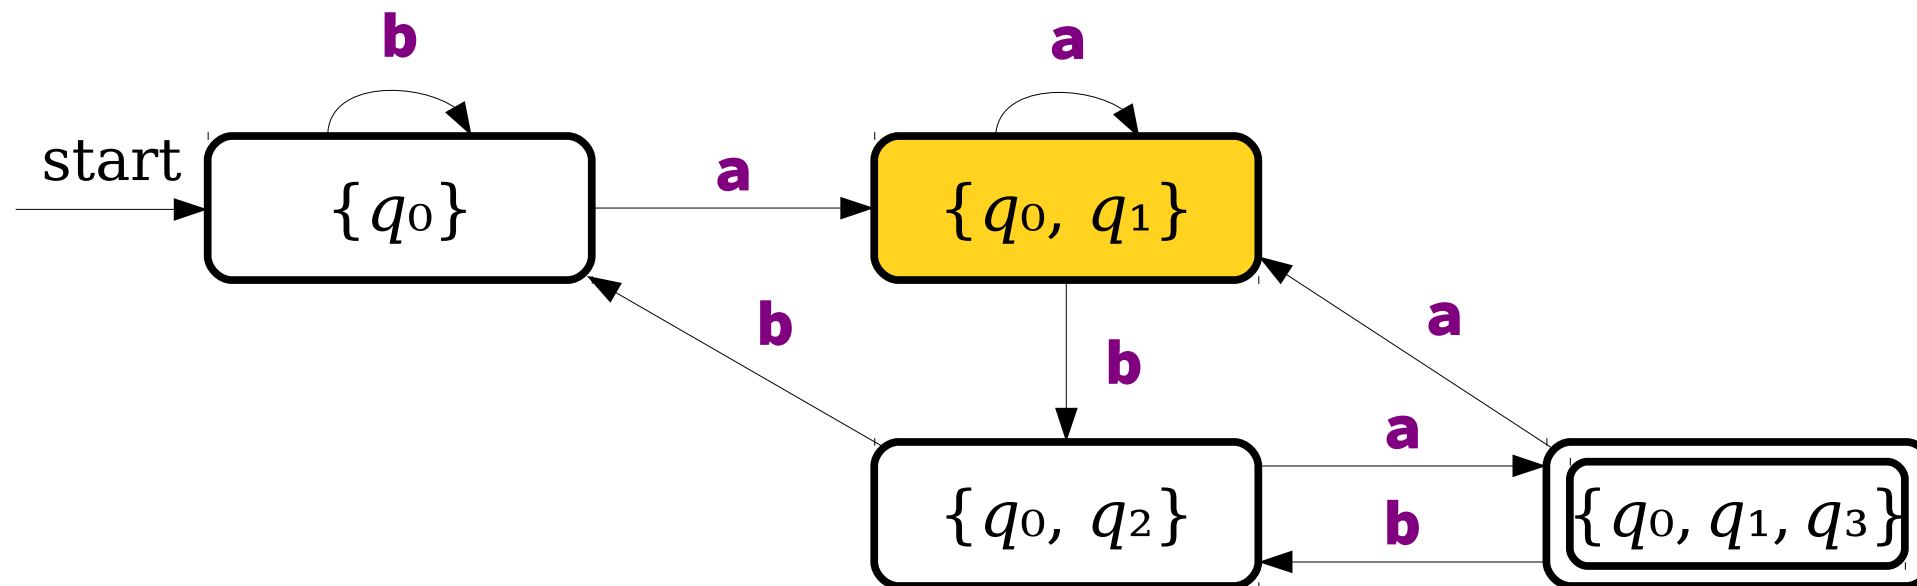 b
a
start
{q₀}
a
{q₀, q₁}
b
b
a
{q₀, q₂}
a
b
{q₀, q₁, q₃}